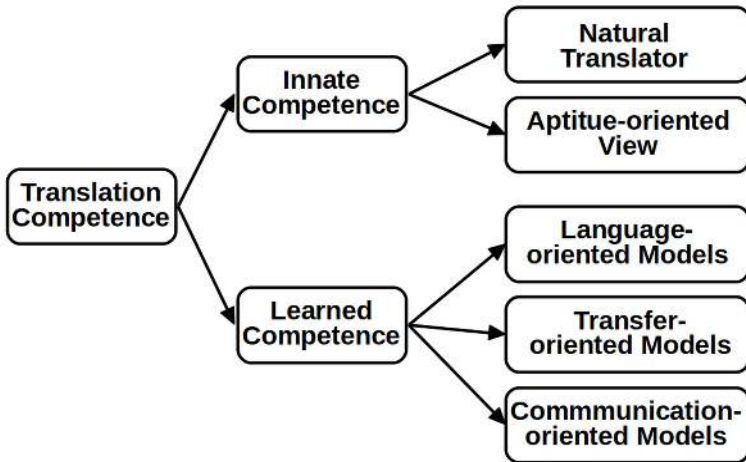 Natural
Translator
Innate
Competence
Aptitue-oriented
View
Translation
Competence
Language-
oriented Models
Learned
Competence
Transfer-
oriented Models
Commmunication-
oriented Models